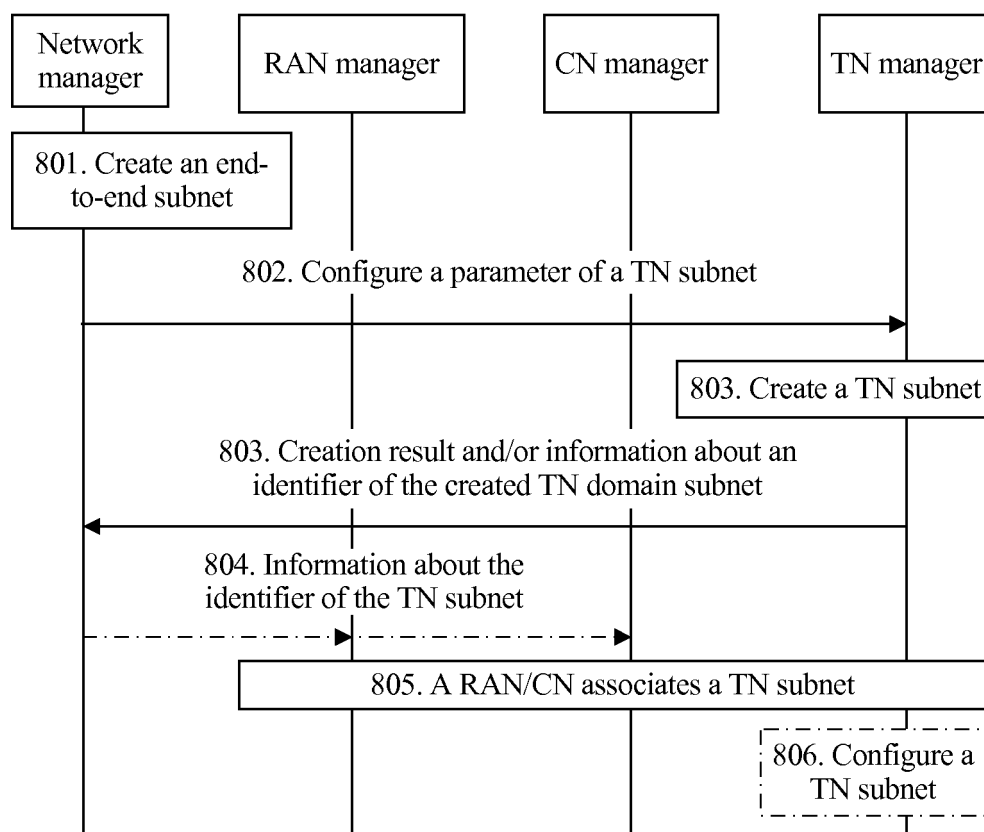 Network
manager
RAN manager
CN manager
TN manager
801. Create an end-
to-end subnet
802. Configure a parameter of a TN subnet
803. Create a TN subnet
803. Creation result and/or information about an
identifier of the created TN domain subnet
804. Information about the
identifier of the TN subnet
805. A RAN/CN associates a TN subnet
806. Configure a
TN subnet